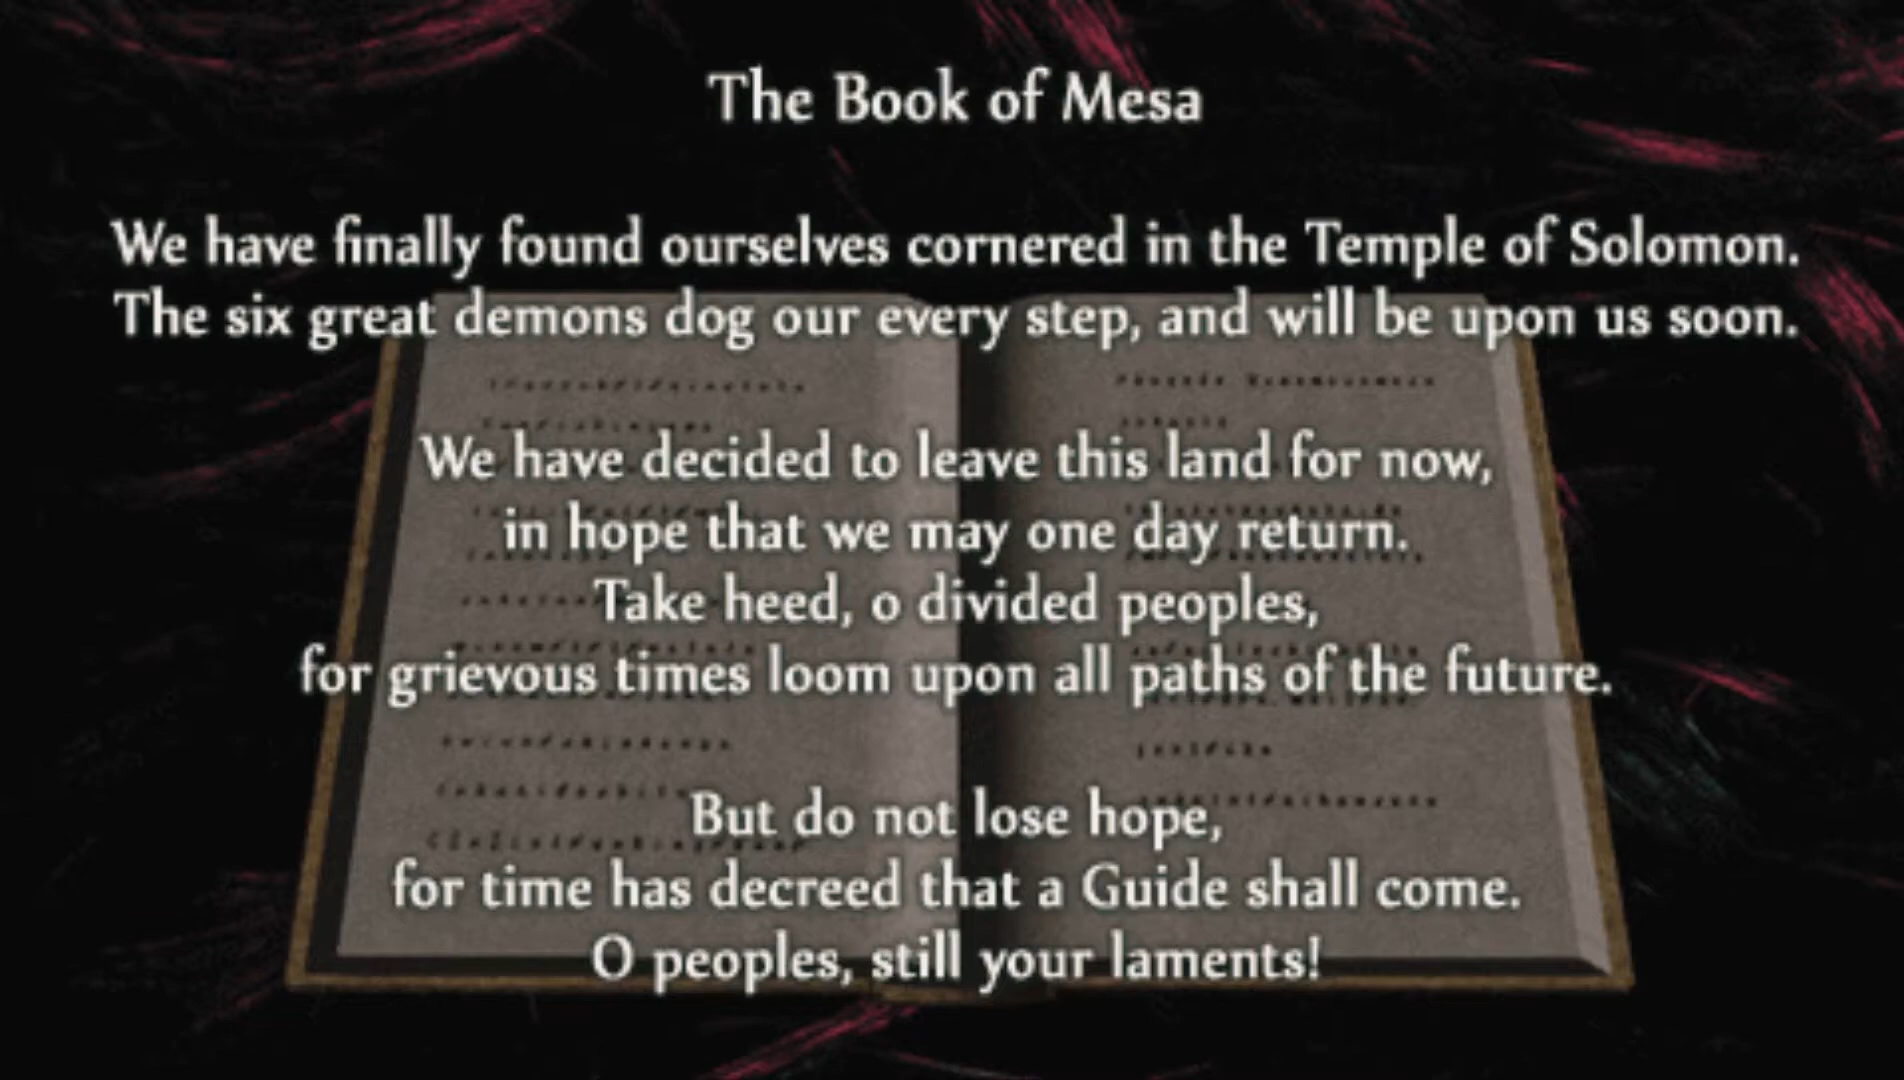 The Book of Mesa
We have finally found ourselves cornered in the Temple of Solomon.
The six great demons dog our every step, and will be upon us soon.
We have decided to leave this land for now,
in hope that we may one day return.
Take heed, o divided peoples,
for grievous times loom upon all paths of the future.
But do not lose hope,
for time has decreed that a Guide shall come.
O peoples, still your laments!